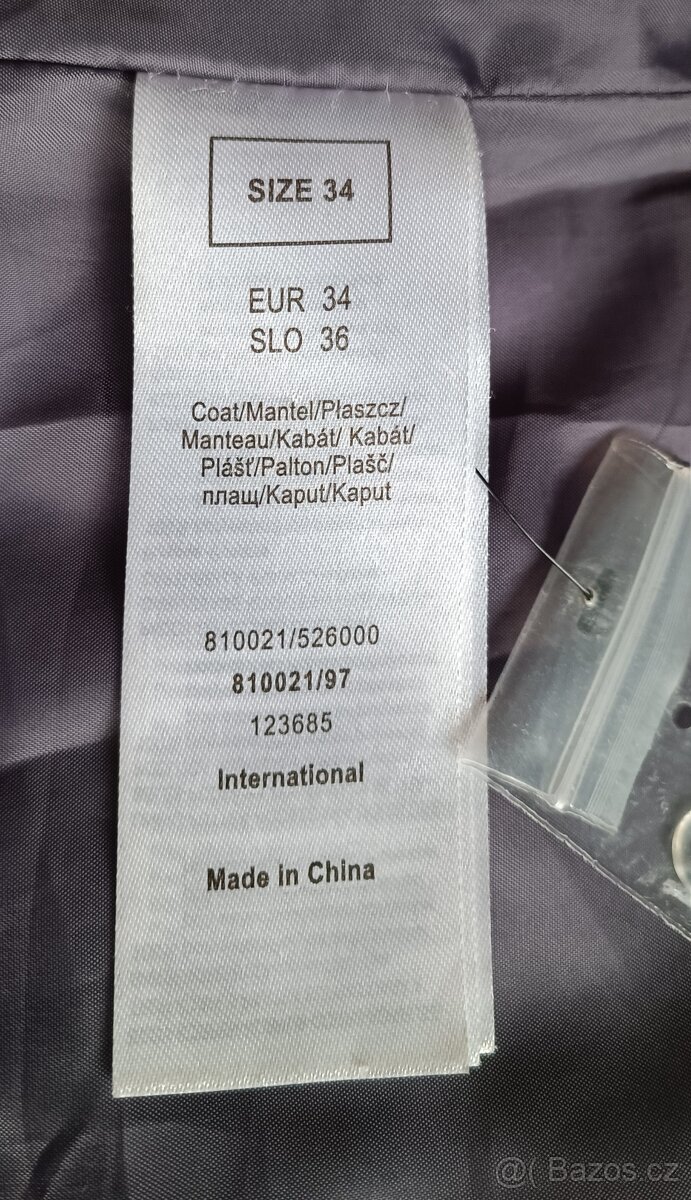 SIZE 34
EUR 34
SLO 36
Coat/Mantel/Płaszcz/
Manteau/Kabát/ Kabát/
Plášť/Palton/Plašč/
плащ/Kaput/Kaput
810021/526000
810021/97
123685
International
Made in China
@( Bazos.cz